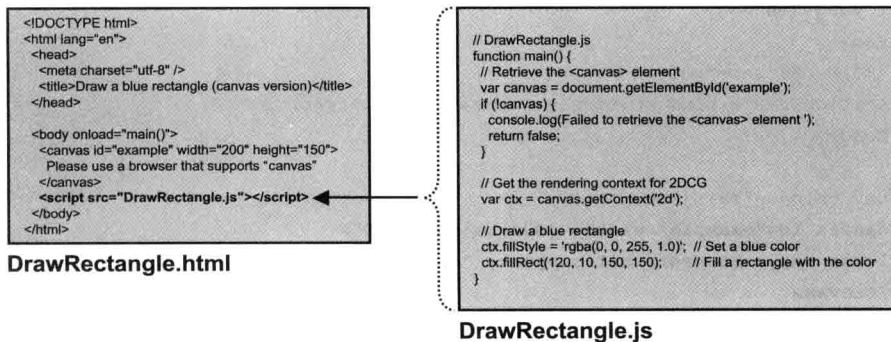 <!DOCTYPE html>
<html lang="en">
<head>
<meta charset="utf-8" />
<title>Draw a blue rectangle (canvas version)</title>
</head>
<body onload="main()">
<canvas id="example" width="200" height="150">
Please use a browser that supports "canvas"
</canvas>
<script src="DrawRectangle.js"></script>
</body>
</html>
DrawRectangle.html
// DrawRectangle.js
function main() {
// Retrieve the <canvas> element
var canvas = document.getElementById('example');
if (!canvas) {
console.log(Failed to retrieve the <canvas> element ');
return false;
}
// Get the rendering context for 2DCG
var ctx = canvas.getContext('2d');
// Draw a blue rectangle
ctx.fillStyle = 'rgba(0, 0, 255, 1.0)'; // Set a blue color
ctx.fillRect(120, 10, 150, 150); // Fill a rectangle with the color
}
DrawRectangle.js